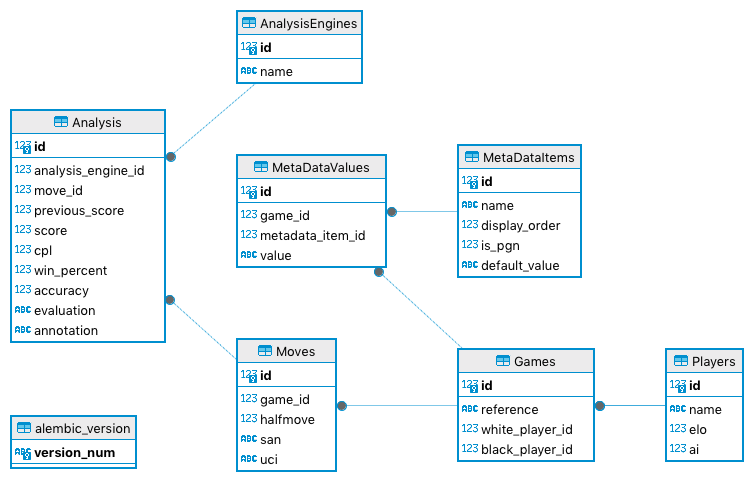 AnalysisEngines
123 id
ABC name
Analysis
123 id
123 analysis_engine_id
123 move_id
123 previous_score
123 score
123 cpl
123 win_percent
123 accuracy
ABC evaluation
ABC annotation
MetaDataValues
123 id
123 game_id
123 metadata_item_id
ABC value
MetaDataItems
123 id
ABC name
123 display_order
123 is_pgn
ABC default_value
Moves
123 id
123 game_id
123 halfmove
ABC san
ABC uci
Games
123 id
ABC reference
123 white_player_id
123 black_player_id
Players
123 id
ABC name
123 elo
123 ai
alembic_version
ABC version_num